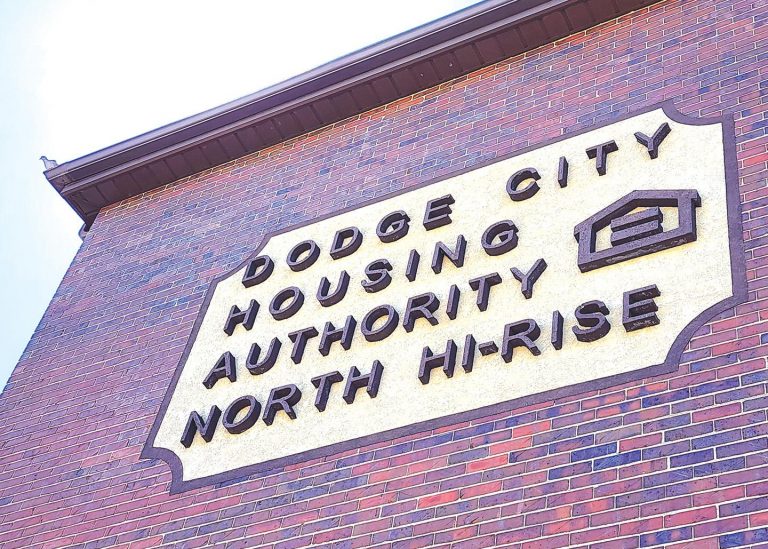 DODGE CITY
HOUSING
AUTHORITY
NORTH HI-RISE